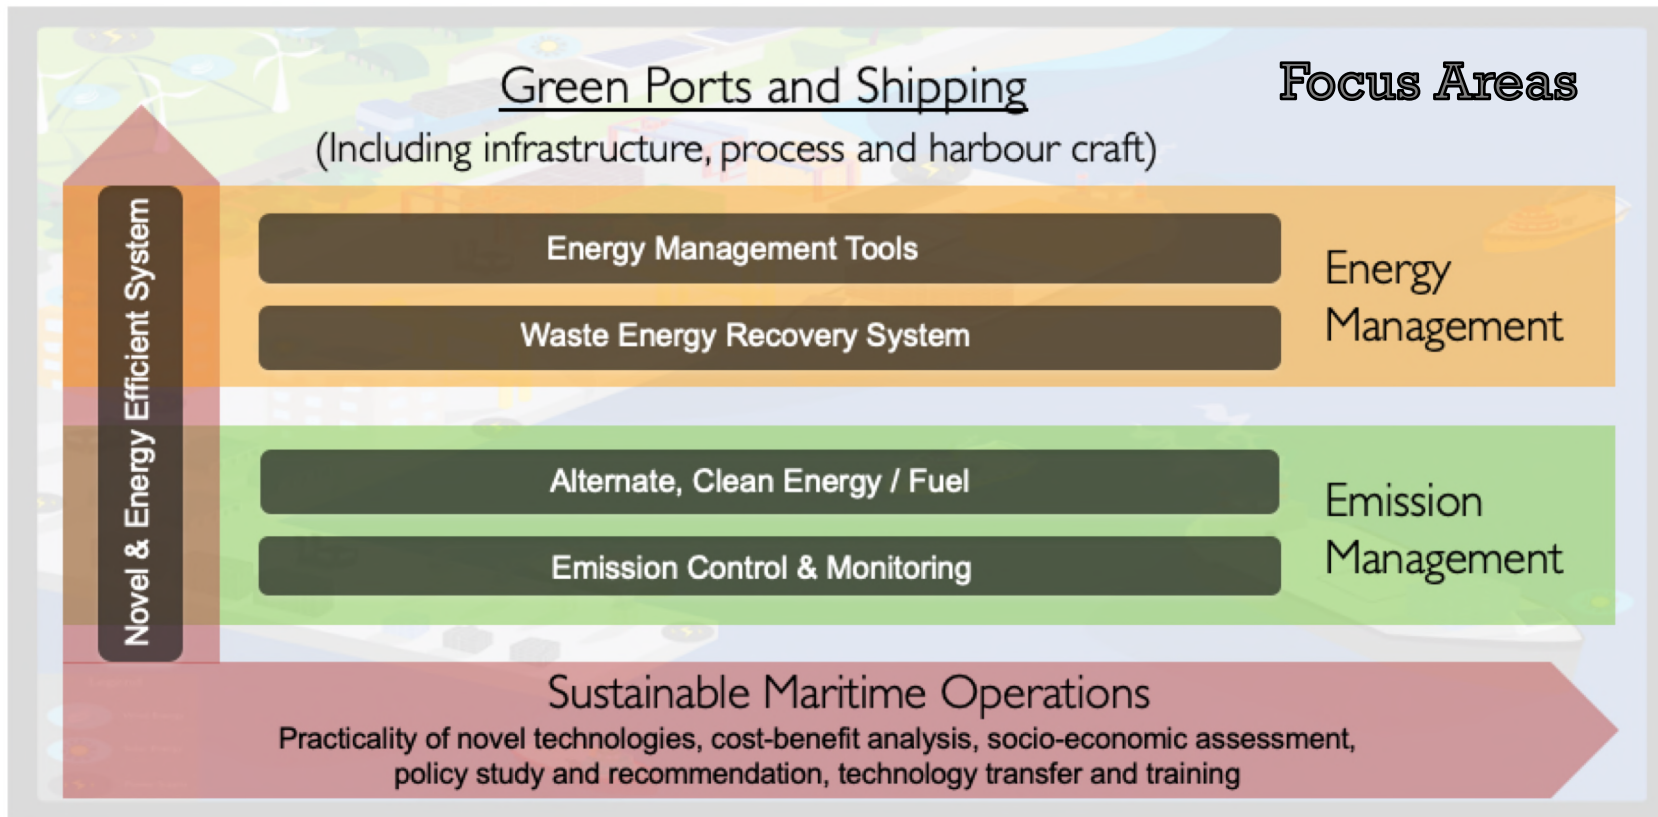 Green Ports and Shipping
Focus Areas
(Including infrastructure, process and harbour craft)
Novel & Energy Efficient System
Energy Management Tools
Waste Energy Recovery System
Energy
Management
Alternate, Clean Energy / Fuel
Emission Control & Monitoring
Emission
Management
Sustainable Maritime Operations
Practicality of novel technologies, cost-benefit analysis, socio-economic assessment,
policy study and recommendation, technology transfer and training